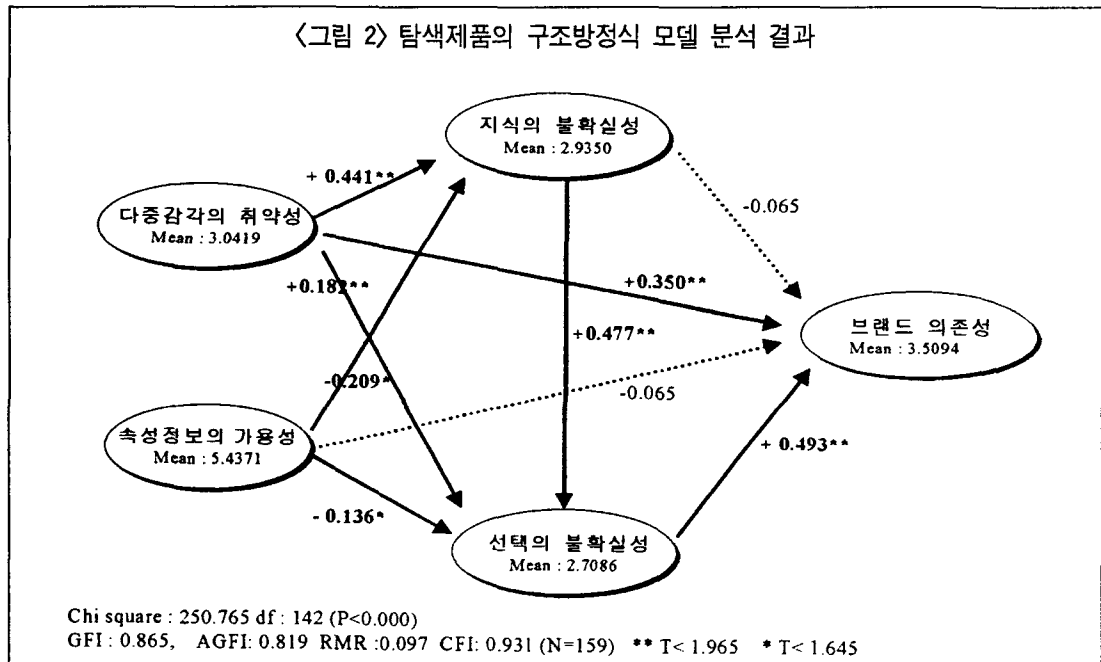 〈그림 2〉 탐색제품의 구조방정식 모델 분석 결과
지식의 불확실성
Mean : 2.9350
+ 0.441**
-0.065
다중감각의 취약성
Mean : 3.0419
+0.182**
+0.350**
브랜드 의존성
Mean : 3.5094
+0.477**
-0.209*
-0.065
속성정보의 가용성
Mean : 5.4371
+ 0.493**
- 0.136*
선택의 불확실성
Mean : 2.7086
Chi square : 250.765 df : 142 (P<0.000)
GFI : 0.865, AGFI: 0.819 RMR :0.097 CFI: 0.931 (N=159) ** T< 1.965 * T< 1.645